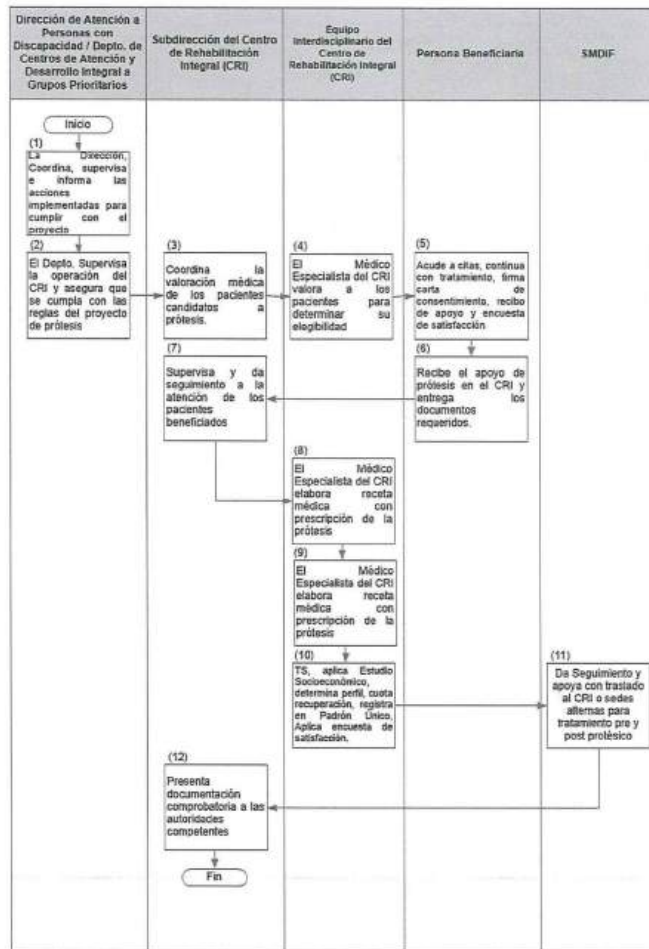 Dirección de Atención a
Personas con
Discapacidad / Depto. de
Centros de Atención y
Desarrollo Integral a
Grupos Prioritarios
Subdirección del Centro
de Rehabilitación
Integral (CRI)
Equipo
Interdisciplinario del
Centro de
Rehabilitación Integral
(CRI)
Persona Beneficiaria
SMDIF
Inicio
(1)
La Dirección,
Coordina, supervisa
e informa las
acciones
implementadas para
cumplir con el
proyecto
(2)
El Depto. Supervisa
la operación del
CRI y asegura que
se cumpla con las
reglas del proyecto
de prótesis
(3)
Coordina la
valoración médica
de los pacientes
candidatos a
prótesis.
(4)
El Médico
Especialista del CRI
valora a los
pacientes para
determinar su
elegibilidad
(5)
Acude a citas, continua
con tratamiento, firma
carta de
consentimiento, recibo
de apoyo y encuesta
de satisfacción
(6)
Recibe el apoyo de
prótesis en el CRI y
entrega los
documentos
requeridos.
(7)
Supervisa y da
seguimiento a la
atención de los
pacientes
beneficiados
(8)
El Médico
Especialista del CRI
elabora receta
médica con
prescripción de la
prótesis
(9)
El Médico
Especialista del CRI
elabora receta
médica con
prescripción de la
prótesis
(10)
TS, aplica Estudio
Socioeconómico,
determina perfil, cuota
recuperación, registra
en Padrón Único,
Aplica encuesta de
satisfacción.
(11)
Da Seguimiento y
apoya con traslado
al CRI o sedes
alternas para
tratamiento pre y
post protésico
(12)
Presenta
documentación
comprobatoria a las
autoridades
competentes
Fin